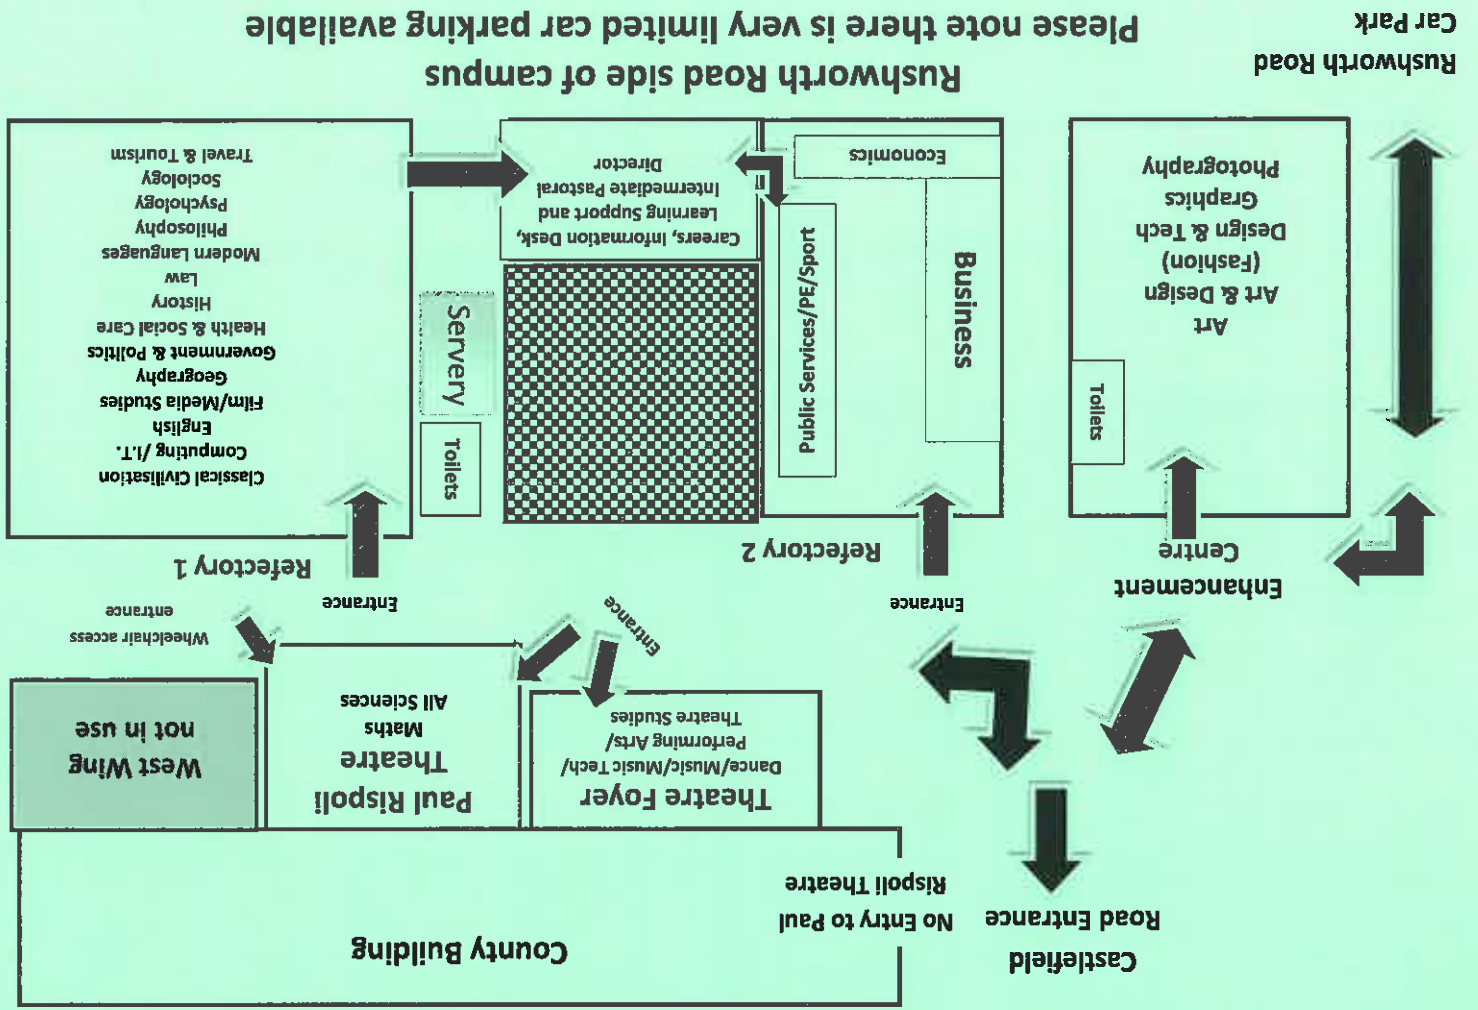 County Building
Castlefield
Road Entrance
No Entry to Paul
Rispoli Theatre
Theatre Foyer
Dance/Music/Music Tech/
Performing Arts/
Theatre Studies
Paul Rispoli
Theatre
Maths
All Sciences
West Wing
not in use
Wheelchair access
entrance
Entrance
Entrance
Entrance
Enhancement
Centre
Refectory 2
Refectory 1
Toilets
Art
Art & Design
(Fashion)
Design & Tech
Graphics
Photography
Business
Public Services/PE/Sport
Economics
Careers, Information Desk,
Learning Support and
Intermediate Pastoral
Director
Toilets
Servery
Classical Civilisation
Computing /I.T.
English
Film/Media Studies
Geography
Government & Politics
Health & Social Care
History
Law
Modern Languages
Philosophy
Psychology
Sociology
Travel & Tourism
Rushworth Road
Car Park
Rushworth Road side of campus
Please note there is very limited car parking available